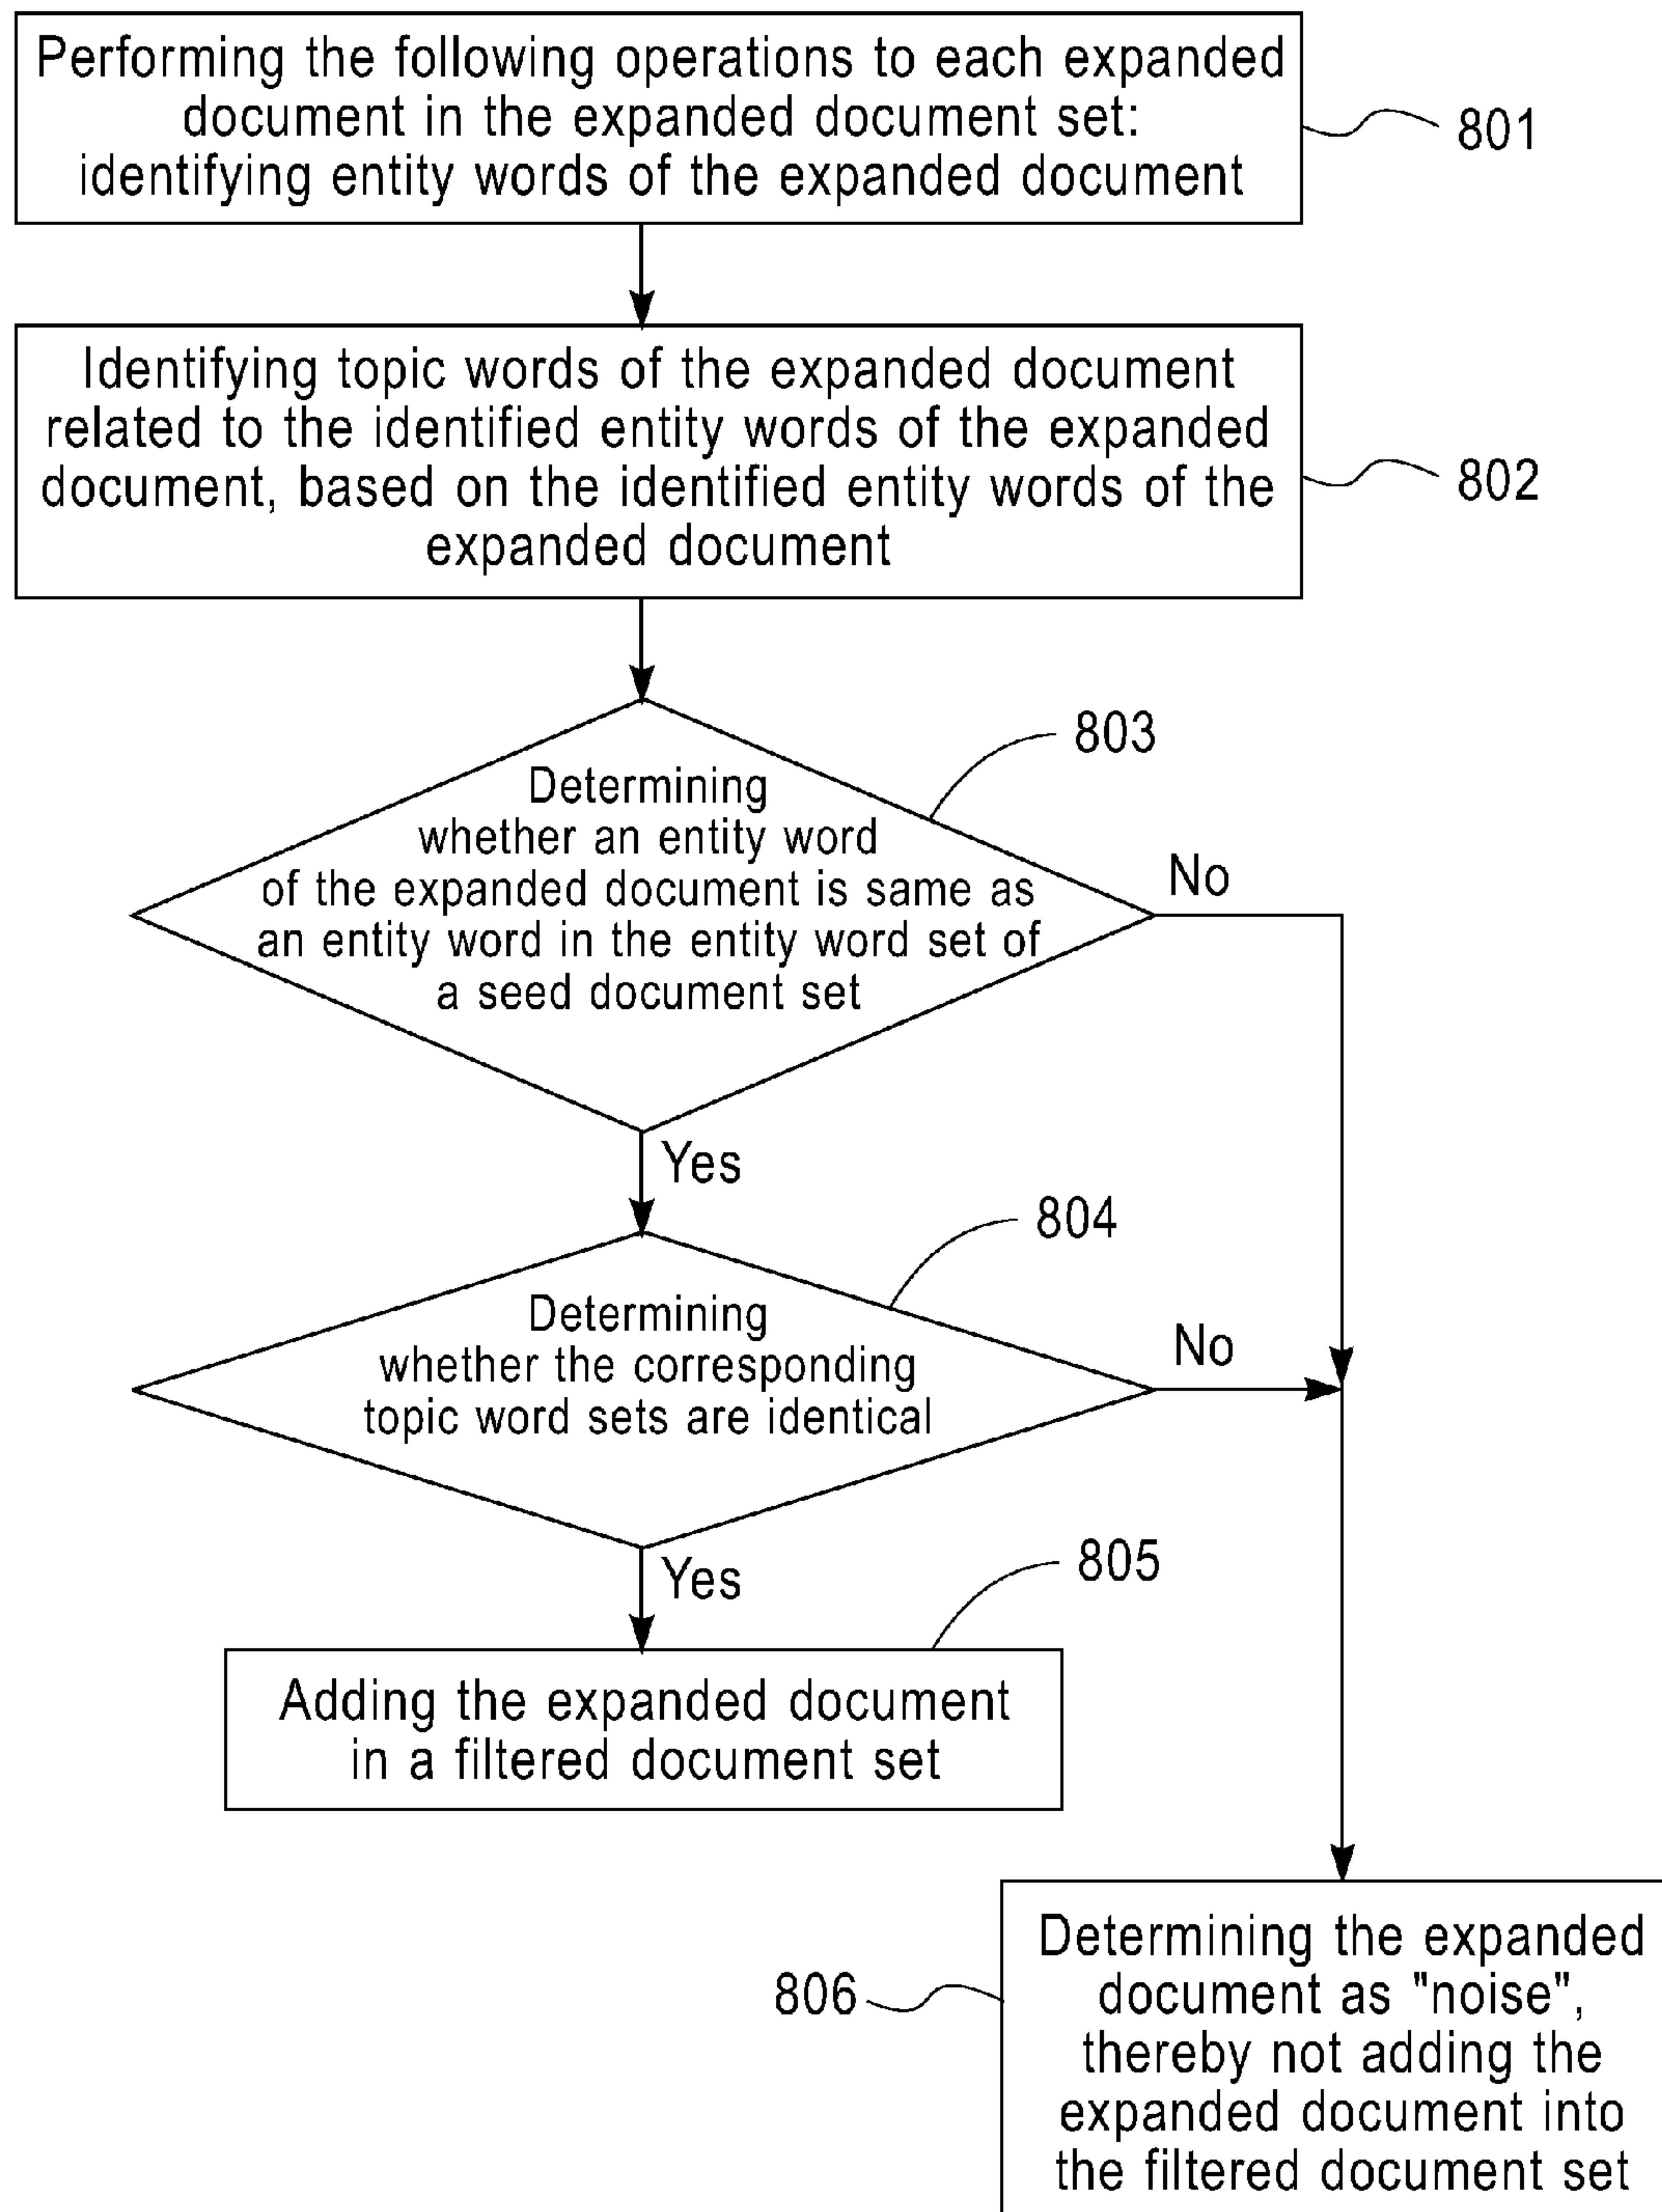 Performing the following operations to each expanded
document in the expanded document set:
identifying entity words of the expanded document
801
Identifying topic words of the expanded document
related to the identified entity words of the expanded
document, based on the identified entity words of the
expanded document
802
803
Determining
whether an entity word
of the expanded document is same as
an entity word in the entity word set of
a seed document set
No
Yes
804
Determining
whether the corresponding
topic word sets are identical
No
Yes
805
Adding the expanded document
in a filtered document set
806
Determining the expanded
document as "noise",
thereby not adding the
expanded document into
the filtered document set